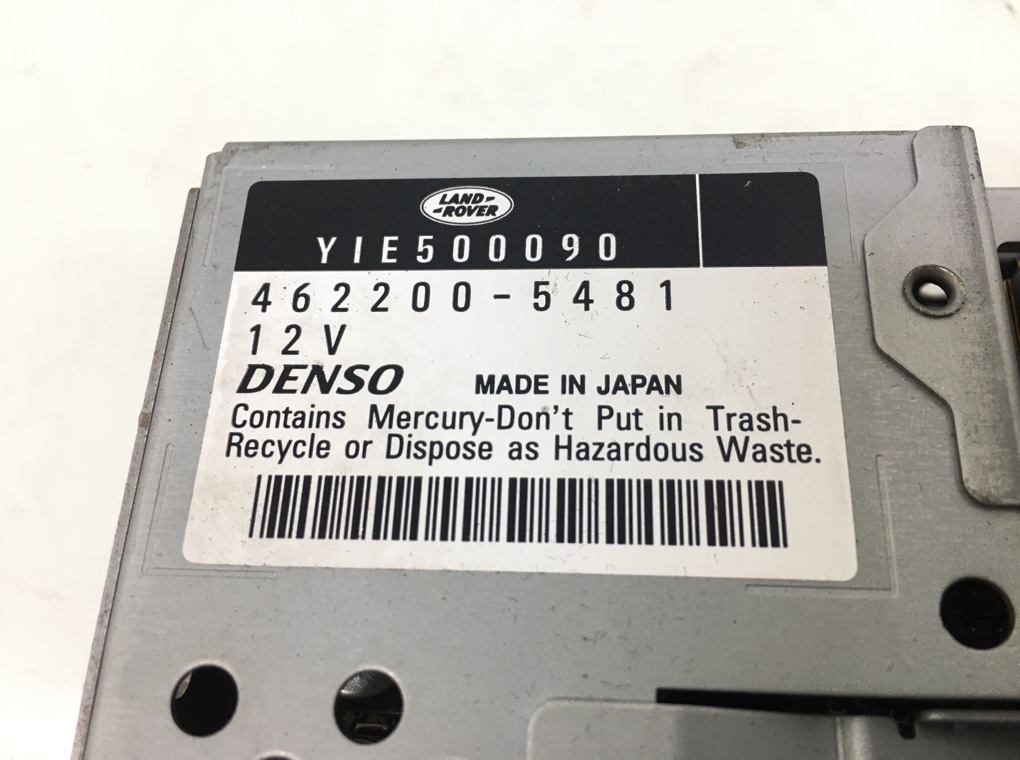 LAND-
-ROVER
YIE500090
462200-5481
12V
DENSO MADE IN JAPAN
Contains Mercury-Don't Put in Trash-
Recycle or Dispose as Hazardous Waste.